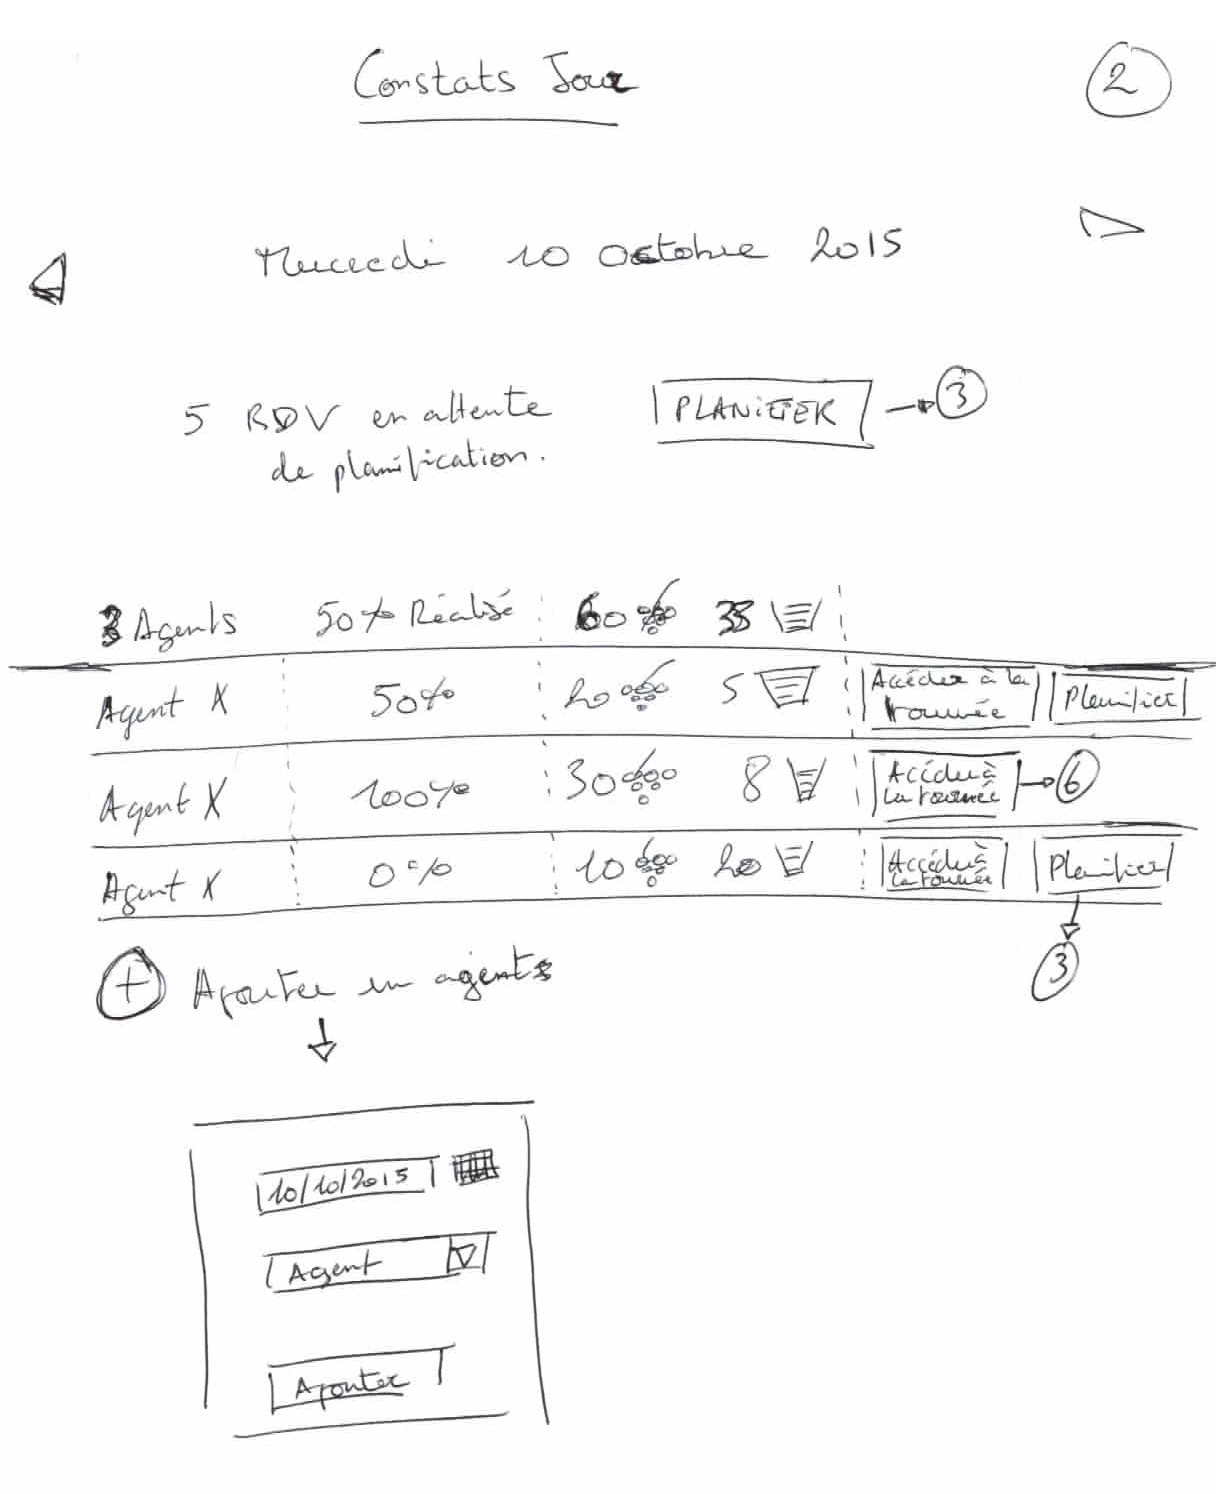 Constats Jour
2
Mercredi 10 Octobre 2015
5 RDV en attente
de planification.
PLANIFIER
3
3 Agents 50% Réalisé 60 33
Agent X 50% 20 5 Accéder à la tournée Planifier
Agent X 100% 30 8 Accéder à la tournée 6
Agent X 0% 10 20 Accéder à la tournée Planifier
3
+ Ajouter un agent
10/10/2015
Agent
Ajouter